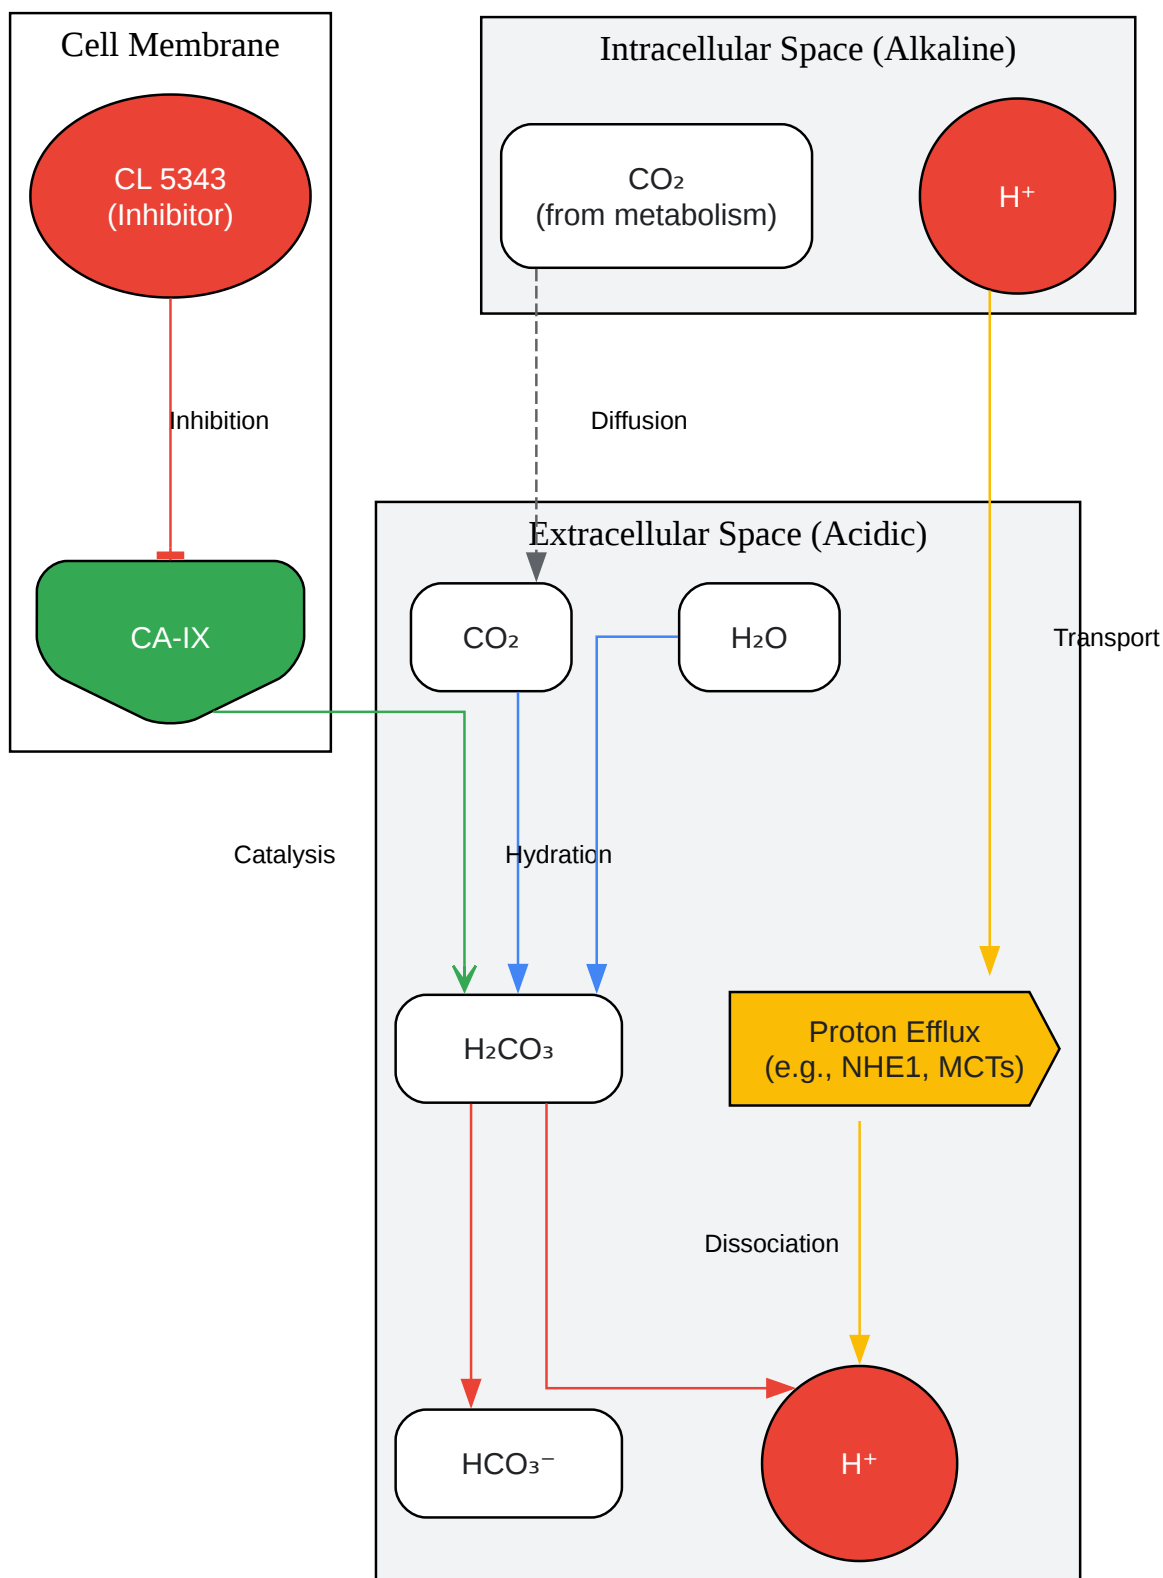 Cell Membrane
Intracellular Space (Alkaline)
CL 5343
(Inhibitor)
CO₂
(from metabolism)
H⁺
Inhibition
Diffusion
Extracellular Space (Acidic)
CA-IX
CO₂
H₂O
Transport
Catalysis
Hydration
H₂CO₃
Proton Efflux
(e.g., NHE1, MCTs)
Dissociation
HCO₃⁻
H⁺